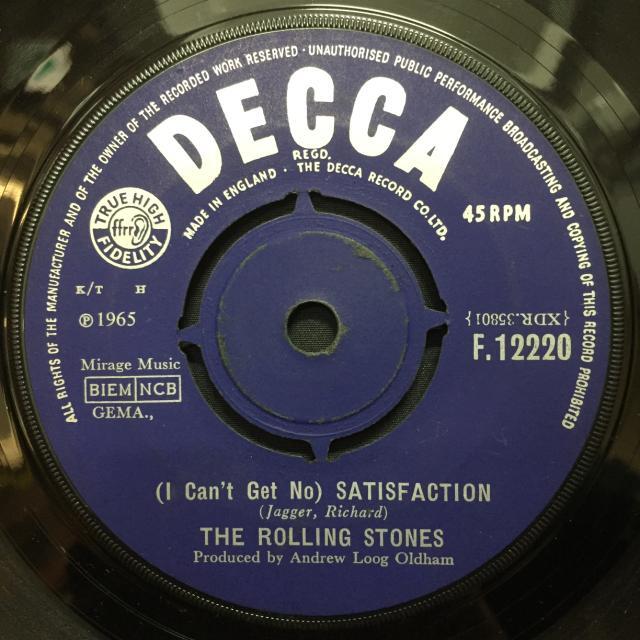 ALL RIGHTS OF THE MANUFACTURER AND OF THE OWNER OF THE RECORDED WORK RESERVED · UNAUTHORISED PUBLIC PERFORMANCE BROADCASTING AND COPYING OF THIS RECORD PROHIBITED
DECCA
REGD.
MADE IN ENGLAND · THE DECCA RECORD CO. LTD.
TRUE HIGH
ffrr
FIDELITY
45 RPM
K/T H
℗ 1965
{XDR.35801}
F.12220
Mirage Music
BIEM NCB
GEMA.,
(I Can't Get No) SATISFACTION
(Jagger, Richard)
THE ROLLING STONES
Produced by Andrew Loog Oldham